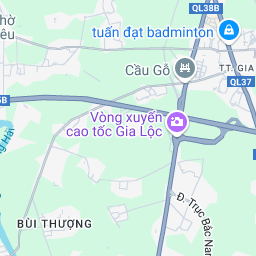 QL38B
tuấn đạt badminton
Cầu Gỗ
TT. GIA
QL37
Vòng xuyến
cao tốc Gia Lộc
BÙI THƯỢNG
Đ. Trục Bắc Nam